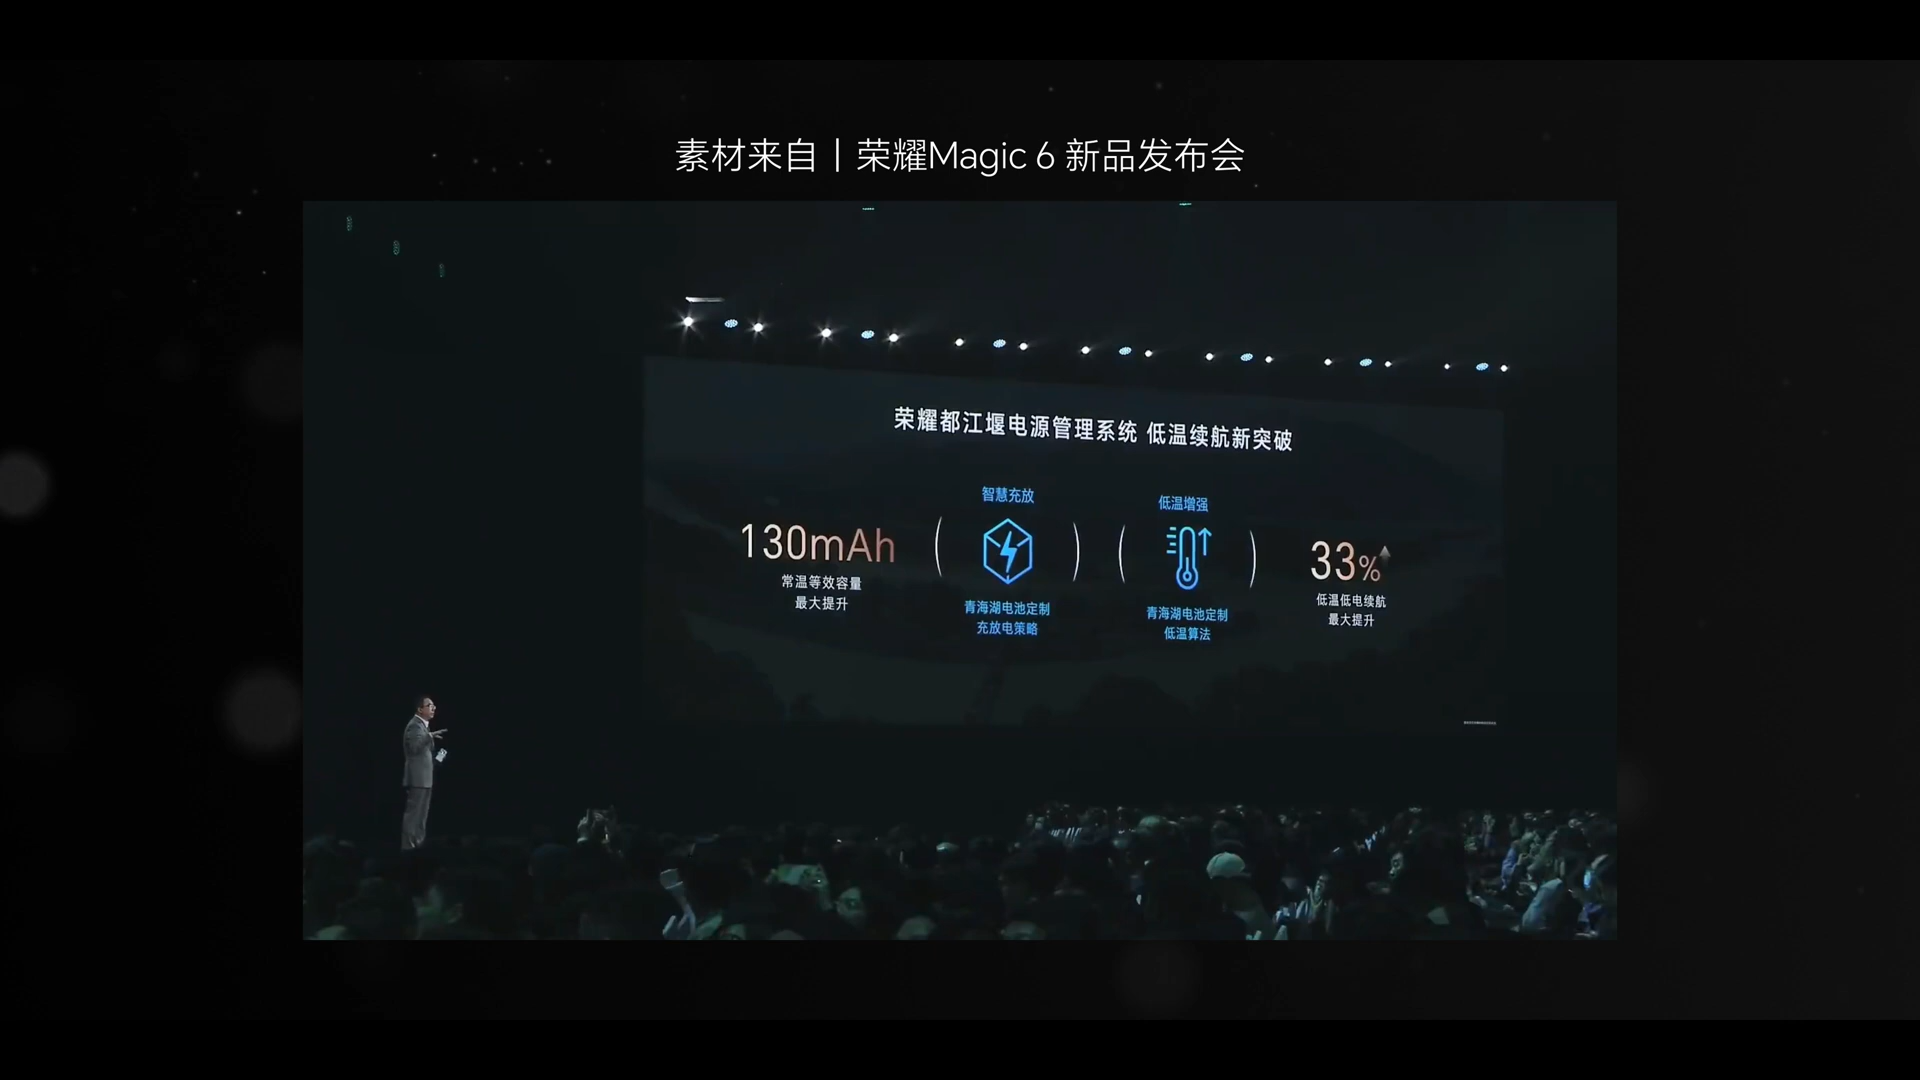 素材来自丨荣耀Magic 6 新品发布会
荣耀都江堰电源管理系统 低温续航新突破
130mAh
常温等效容量
最大提升
智慧充放
青海湖电池定制
充放电策略
低温增强
青海湖电池定制
低温算法
33%
低温低电续航
最大提升